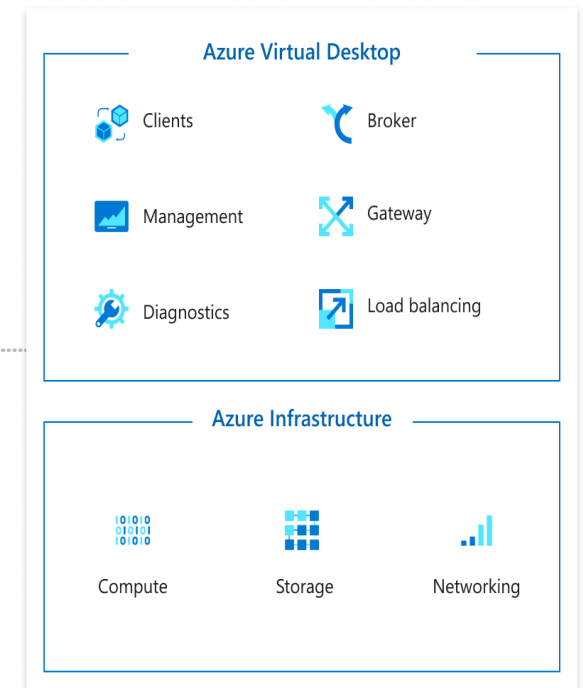 Azure Virtual Desktop
Clients
Broker
Management
Gateway
Diagnostics
Load balancing
Azure Infrastructure
Compute
Storage
Networking